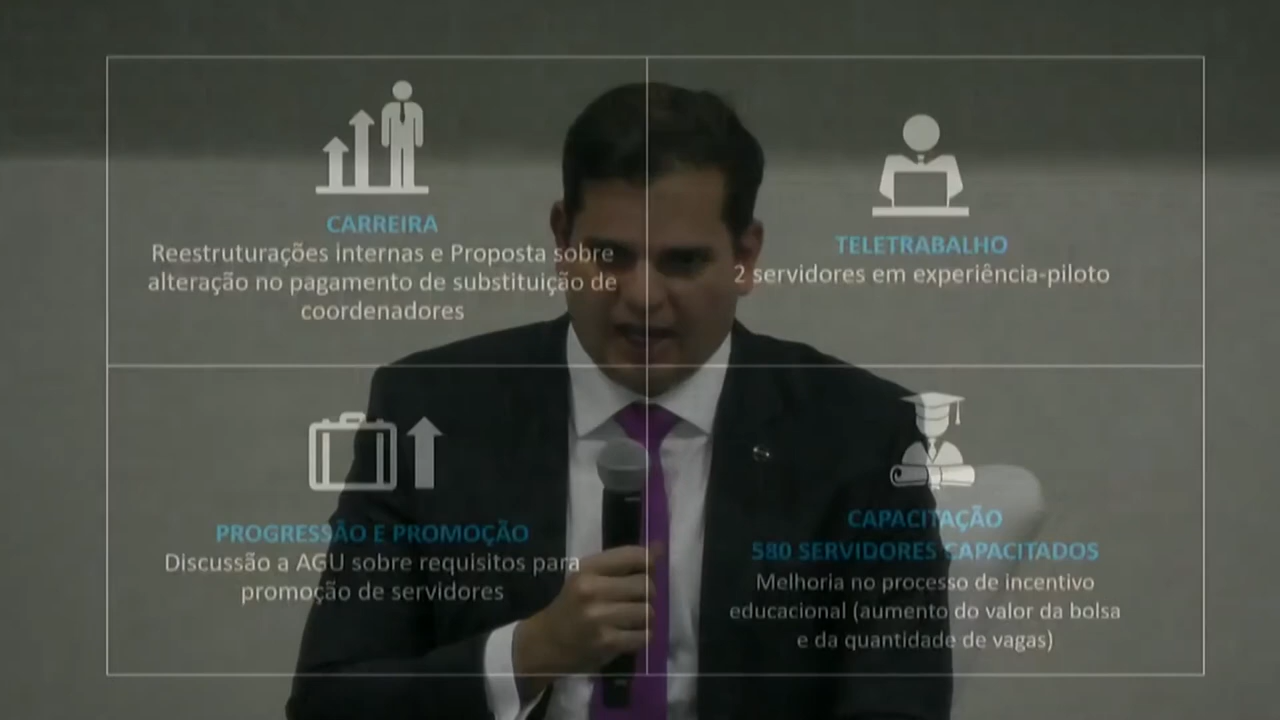 CARREIRA
Reestruturações internas e Proposta sobre
alteração no pagamento de substituição de
coordenadores
TELETRABALHO
2 servidores em experiência-piloto
PROGRESSÃO E PROMOÇÃO
Discussão a AGU sobre requisitos para
promoção de servidores
CAPACITAÇÃO
580 SERVIDORES CAPACITADOS
Melhoria no processo de incentivo
educacional (aumento do valor da bolsa
e da quantidade de vagas)